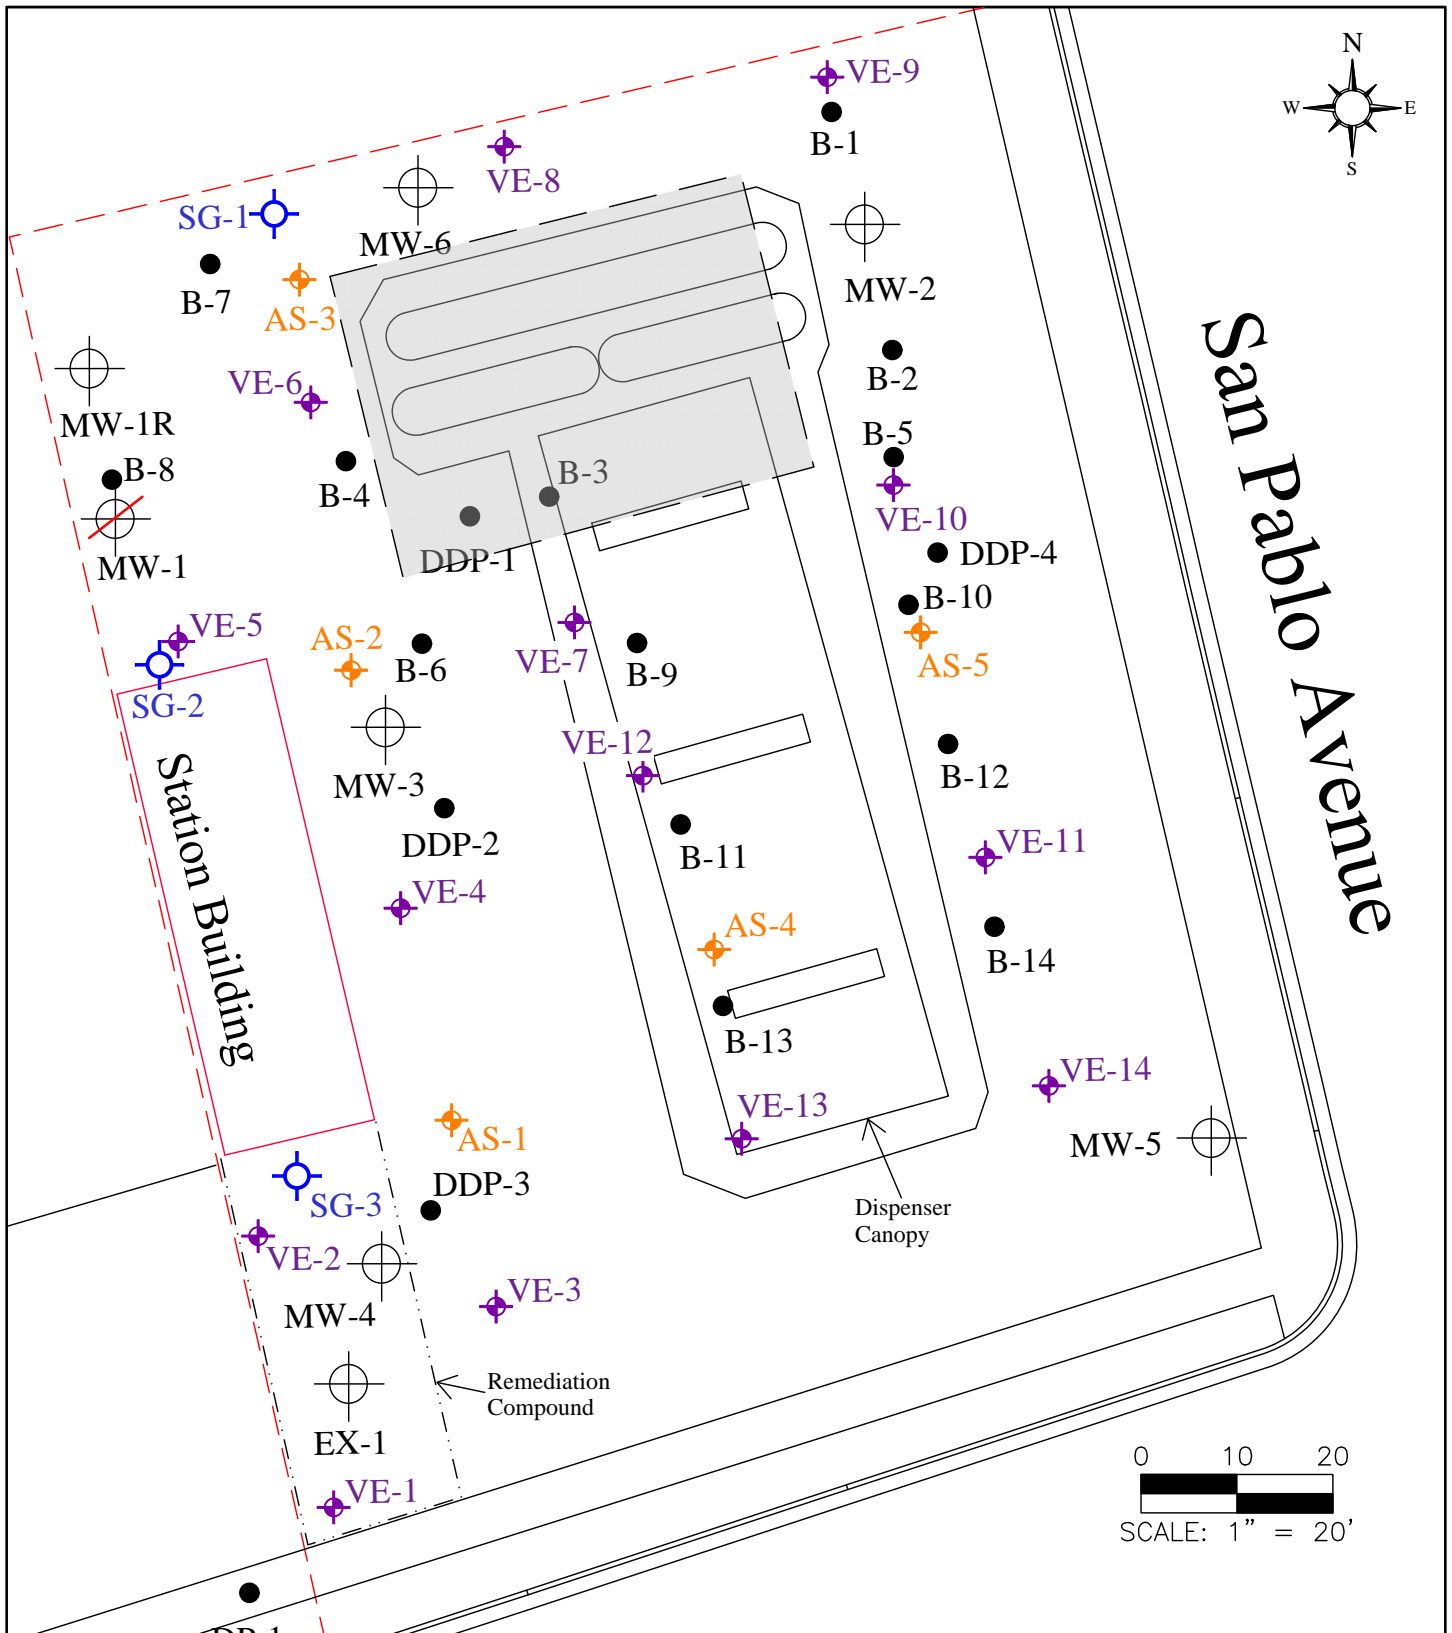 N
W
E
S
VE-9
B-1
VE-8
SG-1
MW-6
B-7
AS-3
MW-2
VE-6
B-2
MW-1R
B-5
B-8
B-4
B-3
VE-10
MW-1
DDP-1
DDP-4
B-10
VE-5
AS-2
B-6
VE-7
B-9
AS-5
SG-2
VE-12
B-12
MW-3
DDP-2
B-11
VE-11
VE-4
AS-4
B-14
B-13
VE-14
VE-13
AS-1
MW-5
DDP-3
SG-3
Dispenser
Canopy
VE-2
VE-3
MW-4
Remediation
Compound
EX-1
VE-1
Station Building
San Pablo Avenue
0 10 20
SCALE: 1" = 20'